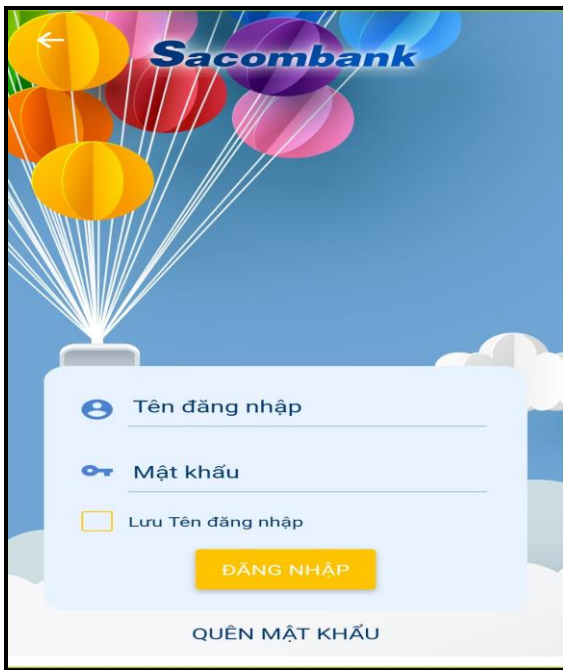 Sacombank
Tên đăng nhập
Mật khẩu
Lưu Tên đăng nhập
ĐĂNG NHẬP
QUÊN MẬT KHẨU